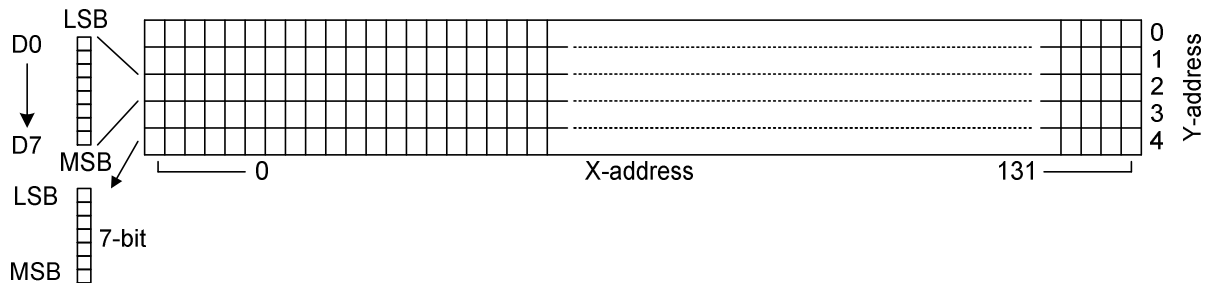 LSB
D0
D7
MSB
LSB
7-bit
MSB
0
1
2
3
4
Y-address
0 X-address 131